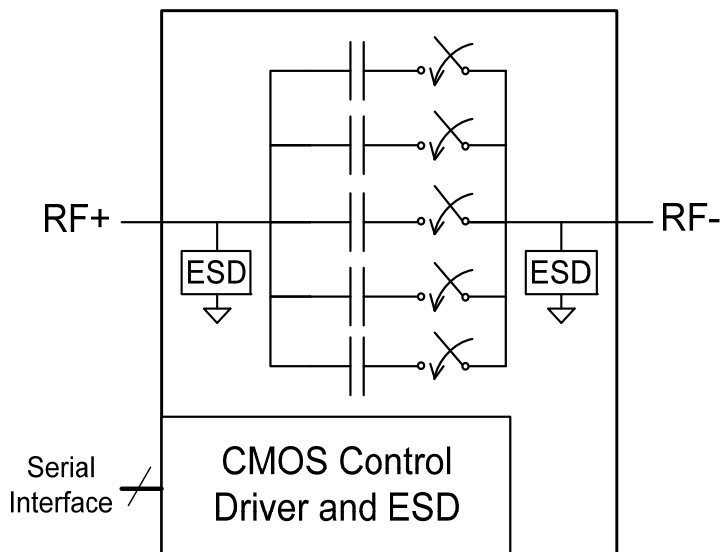 RF+
RF-
ESD
ESD
Serial
Interface
CMOS Control
Driver and ESD